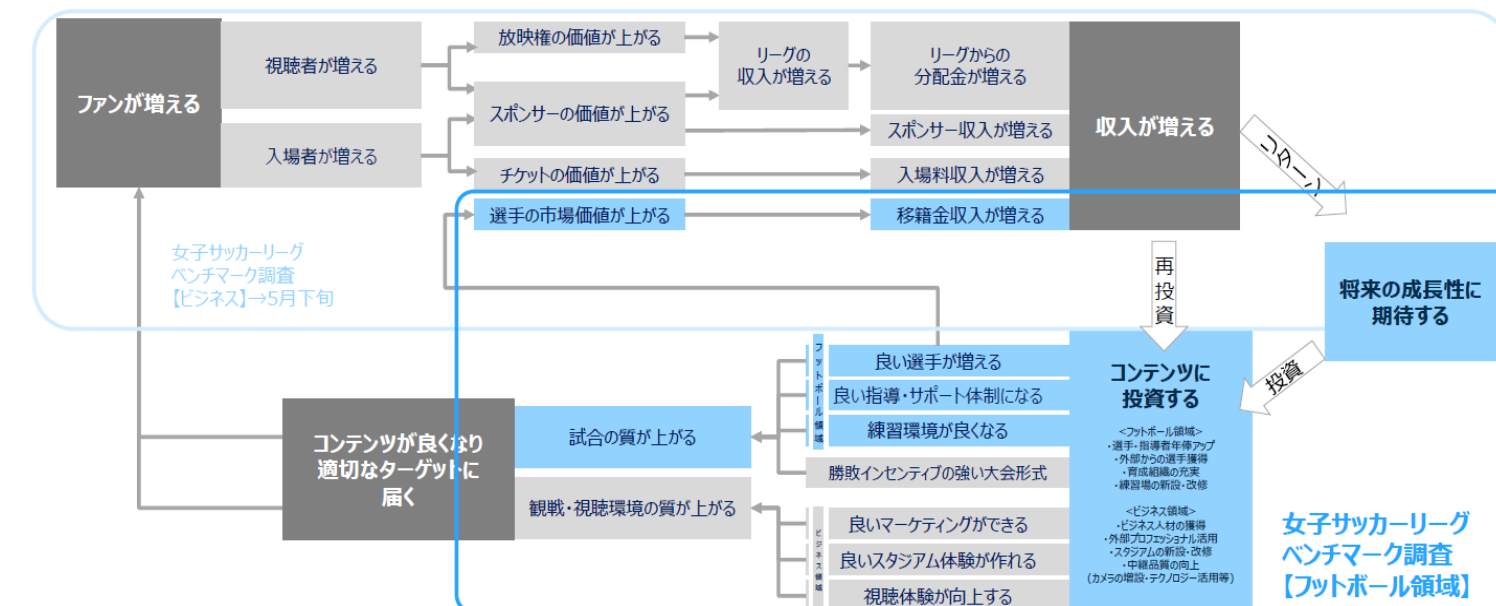 ファンが増える
視聴者が増える
入場者が増える
放映権の価値が上がる
スポンサーの価値が上がる
チケットの価値が上がる
選手の市場価値が上がる
リーグの
収入が増える
リーグからの
分配金が増える
スポンサー収入が増える
入場料収入が増える
移籍金収入が増える
収入が増える
リターン
再投資
将来の成長性に
期待する
投資
女子サッカーリーグ
ベンチマーク調査
【ビジネス】→5月下旬
コンテンツに
投資する
<フットボール領域>
・選手・指導者年俸アップ
・外部からの選手獲得
・育成組織の充実
・練習場の新設・改修
<ビジネス領域>
・ビジネス人材の獲得
・外部プロフェッショナル活用
・スタジアムの新設・改修
・中継品質の向上
(カメラの増設・テクノロジー活用等)
フットボール領域
良い選手が増える
良い指導・サポート体制になる
練習環境が良くなる
勝敗インセンティブの強い大会形式
ビジネス領域
良いマーケティングができる
良いスタジアム体験が作れる
視聴体験が向上する
試合の質が上がる
観戦・視聴環境の質が上がる
コンテンツが良くなり
適切なターゲットに
届く
女子サッカーリーグ
ベンチマーク調査
【フットボール領域】